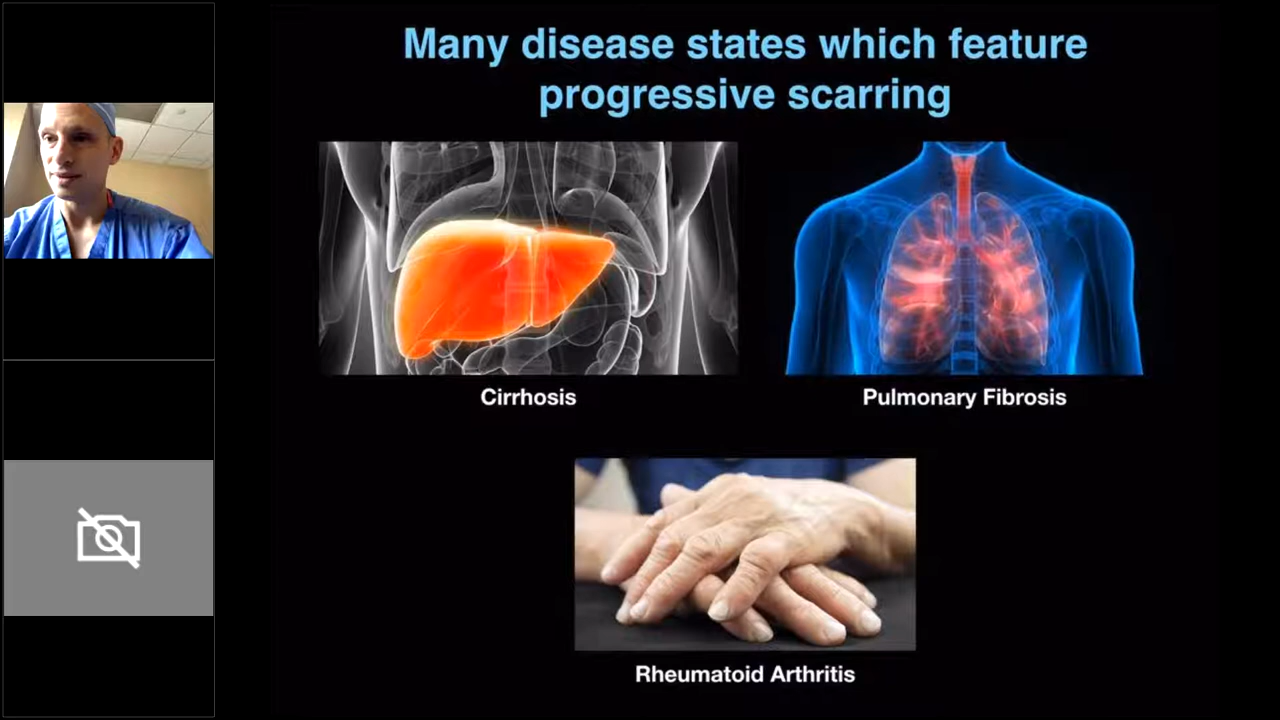 Many disease states which feature
progressive scarring
Cirrhosis
Pulmonary Fibrosis
Rheumatoid Arthritis